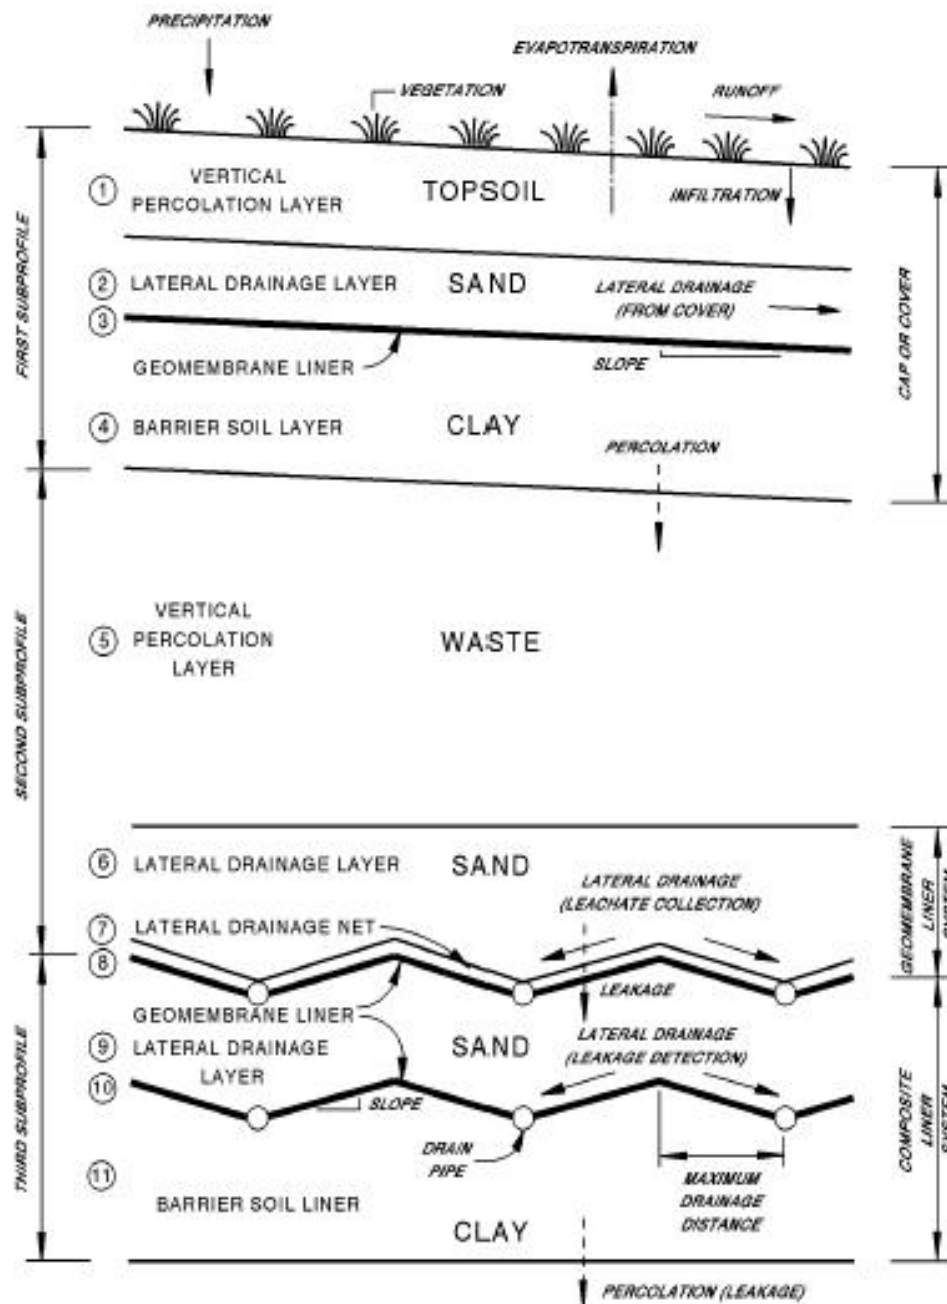 PRECIPITATION
EVAPOTRANSPIRATION
VEGETATION
RUNOFF
1
VERTICAL
PERCOLATION LAYER
TOPSOIL
INFILTRATION
2
LATERAL DRAINAGE LAYER
SAND
LATERAL DRAINAGE
(FROM COVER)
3
GEOMEMBRANE LINER
SLOPE
4
BARRIER SOIL LAYER
CLAY
PERCOLATION
FIRST SUBPROFILE
CAP OR COVER
5
VERTICAL
PERCOLATION
LAYER
WASTE
SECOND SUBPROFILE
6
LATERAL DRAINAGE LAYER
SAND
LATERAL DRAINAGE
(LEACHATE COLLECTION)
7
LATERAL DRAINAGE NET
8
GEOMEMBRANE LINER
LEAKAGE
GEOMEMBRANE
LINER
SYSTEM
9
LATERAL DRAINAGE
LAYER
SAND
LATERAL DRAINAGE
(LEAKAGE DETECTION)
10
SLOPE
DRAIN
PIPE
MAXIMUM
DRAINAGE
DISTANCE
11
BARRIER SOIL LINER
CLAY
THIRD SUBPROFILE
COMPOSITE
LINER
SYSTEM
PERCOLATION (LEAKAGE)